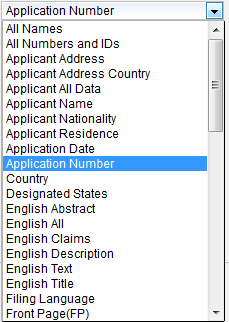 Application Number
All Names
All Numbers and IDs
Applicant Address
Applicant Address Country
Applicant All Data
Applicant Name
Applicant Nationality
Applicant Residence
Application Date
Application Number
Country
Designated States
English Abstract
English All
English Claims
English Description
English Text
English Title
Filing Language
Front Page(FP)